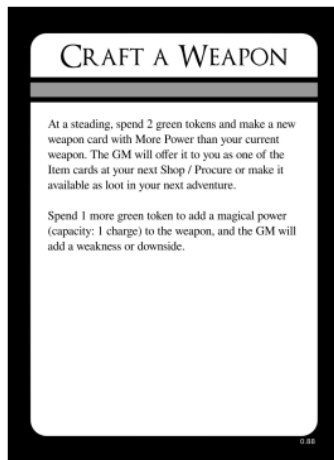 CRAFT A WEAPON
At a steading, spend 2 green tokens and make a new
weapon card with More Power than your current
weapon. The GM will offer it to you as one of the
Item cards at your next Shop / Procure or make it
available as loot in your next adventure.
Spend 1 more green token to add a magical power
(capacity: 1 charge) to the weapon, and the GM will
add a weakness or downside.
0.88